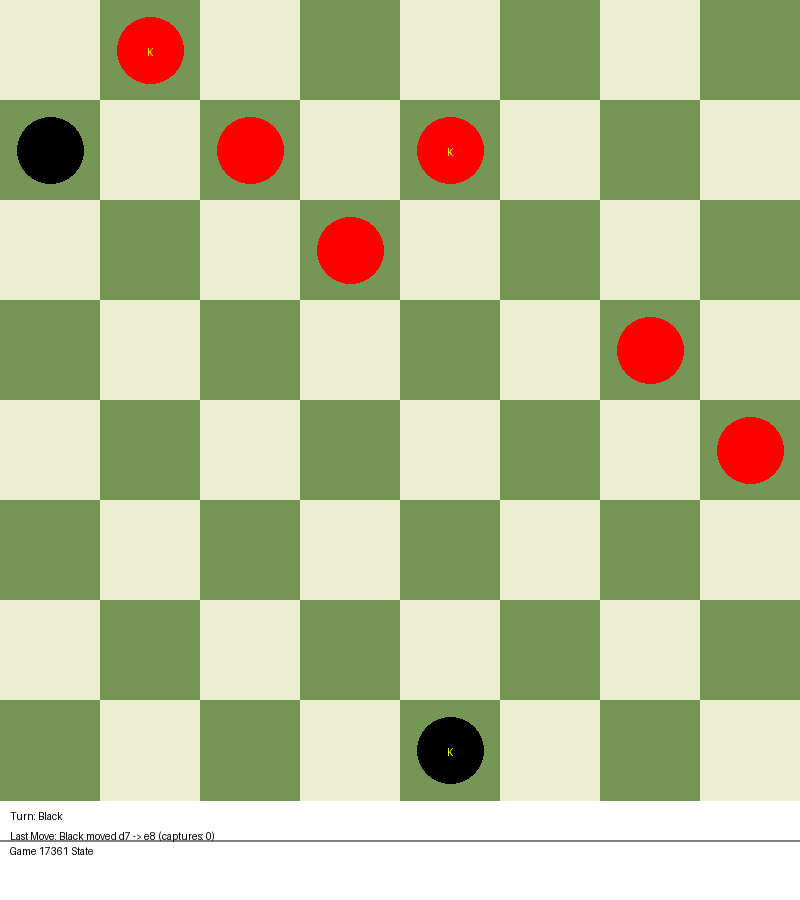 K
K
K
Turn: Black
Last Move: Black moved d7 -> e8 (captures: 0)
Game 17361 State